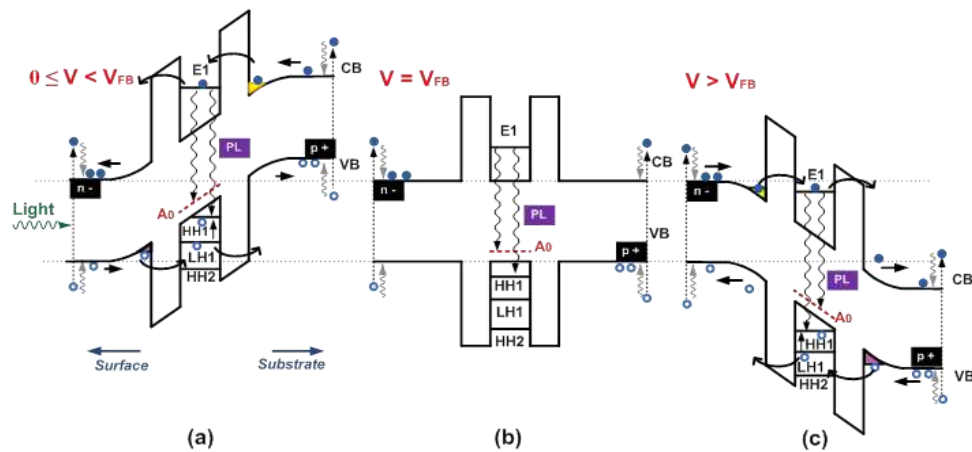 0 ≤ V < VFB
E1
CB
PL
p +
VB
n -
Light
A0
HH1
LH1
HH2
Surface
Substrate
(a)
V = VFB
E1
CB
n -
PL
VB
A0
p +
HH1
LH1
HH2
(b)
V > VFB
n -
E1
PL
CB
A0
HH1
p +
LH1
VB
HH2
(c)